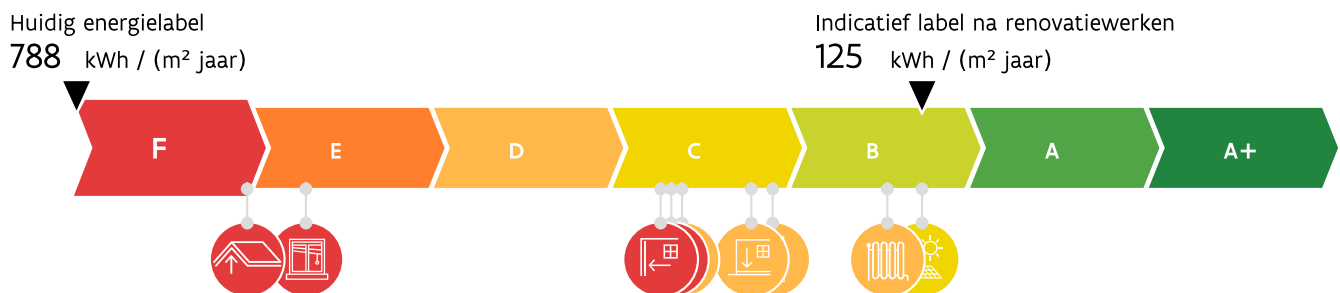 Huidig energielabel
788 kWh / (m² jaar)
Indicatief label na renovatiewerken
125 kWh / (m² jaar)
F E D C B A A+